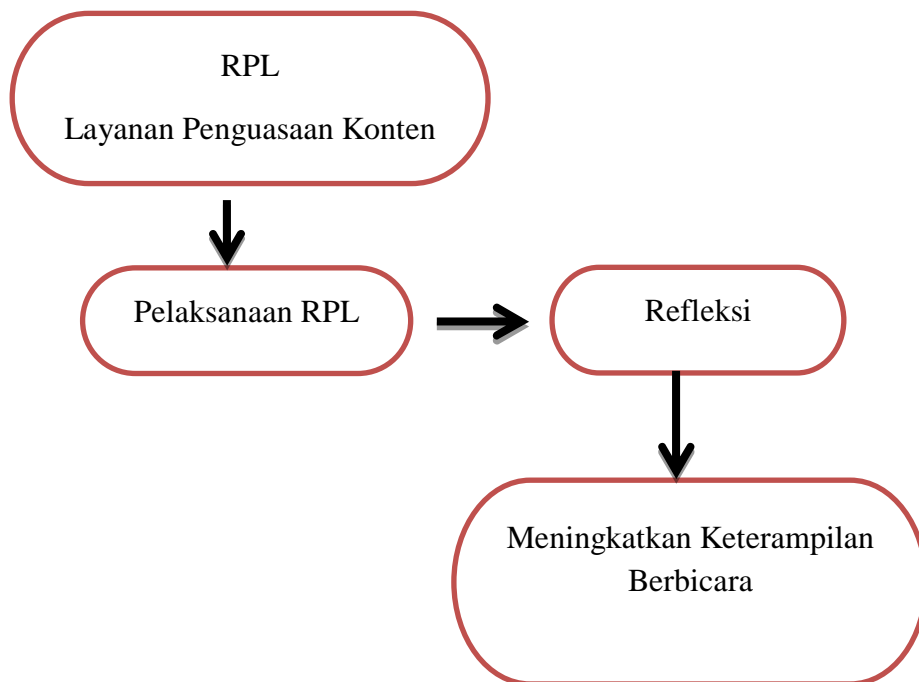 RPL
Layanan Penguasaan Konten
Pelaksanaan RPL
Refleksi
Meningkatkan Keterampilan
Berbicara